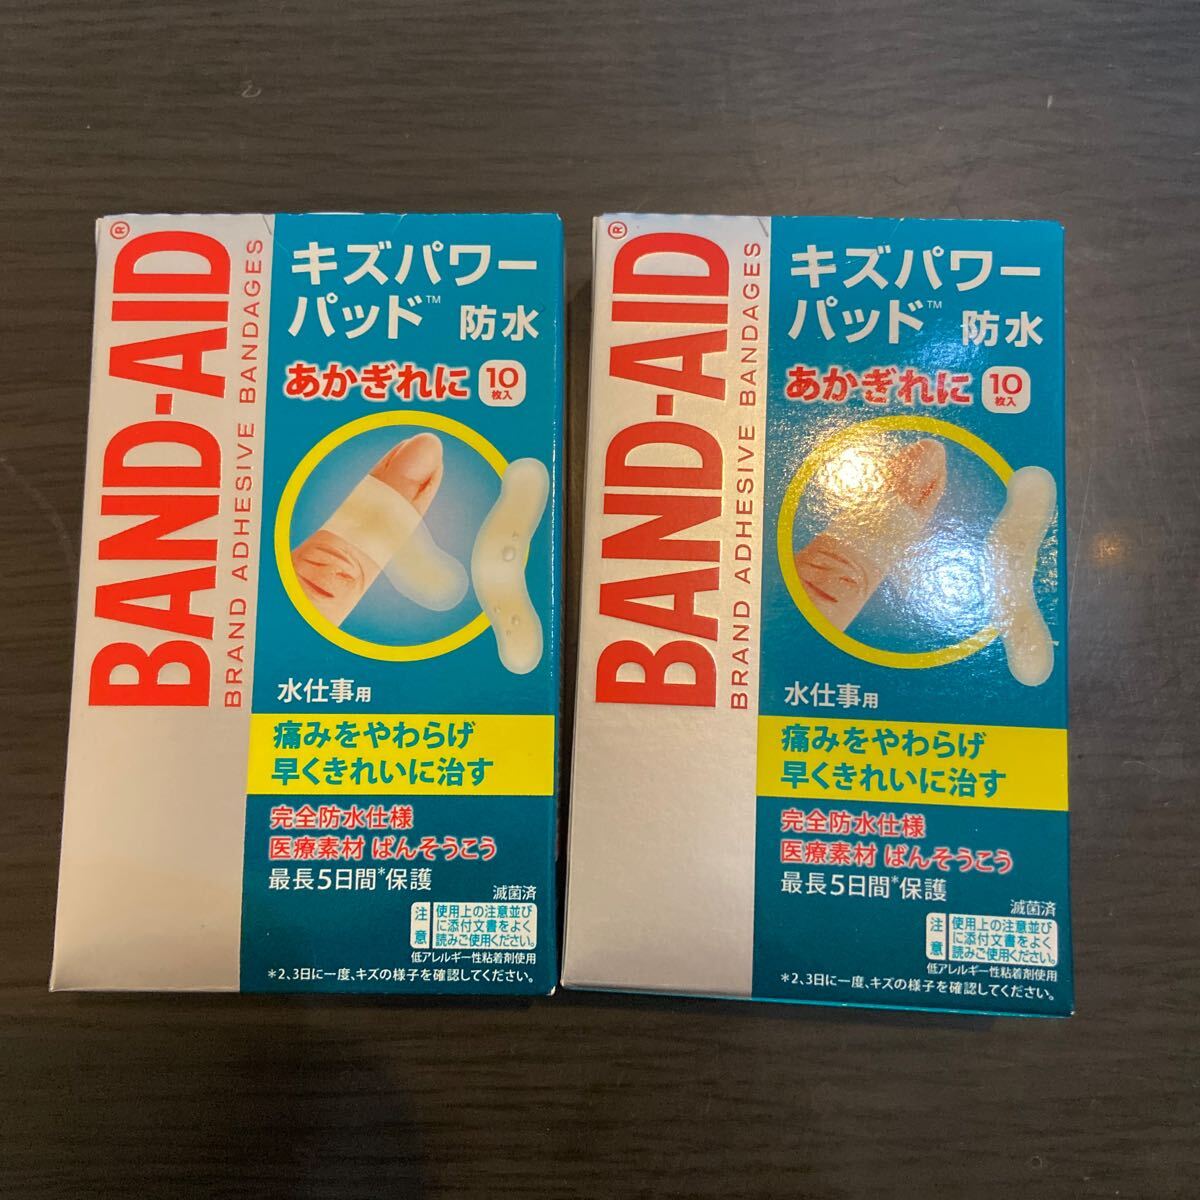 BAND-AID®
BRAND ADHESIVE BANDAGES
キズパワー
パッド™ 防水
あかぎれに
10
枚入
水仕事用
痛みをやわらげ
早くきれいに治す
完全防水仕様
医療素材 ばんそうこう
最長5日間*保護
滅菌済
注意
使用上の注意並び
に添付文書をよく
読みご使用ください。
低アレルギー性粘着剤使用
*2、3日に一度、キズの様子を確認してください。
BAND-AID®
BRAND ADHESIVE BANDAGES
キズパワー
パッド™ 防水
あかぎれに
10
枚入
水仕事用
痛みをやわらげ
早くきれいに治す
完全防水仕様
医療素材 ばんそうこう
最長5日間*保護
滅菌済
注意
使用上の注意並び
に添付文書をよく
読みご使用ください。
低アレルギー性粘着剤使用
*2、3日に一度、キズの様子を確認してください。